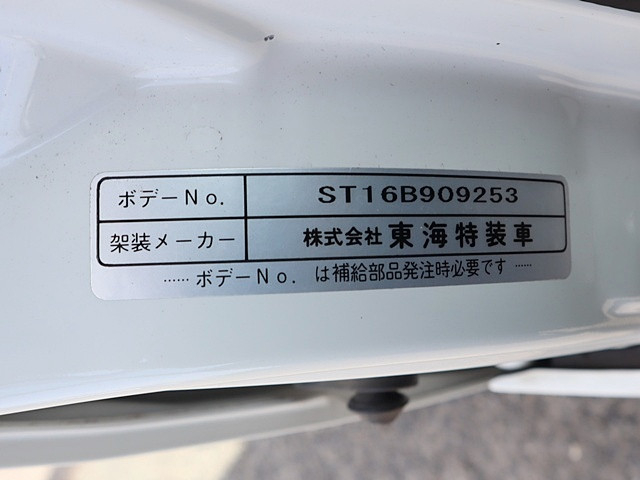 ボデーNo. ST16B909253
架装メーカー 株式会社 東海特装車
……ボデーNo. は補給部品発注時必要です……